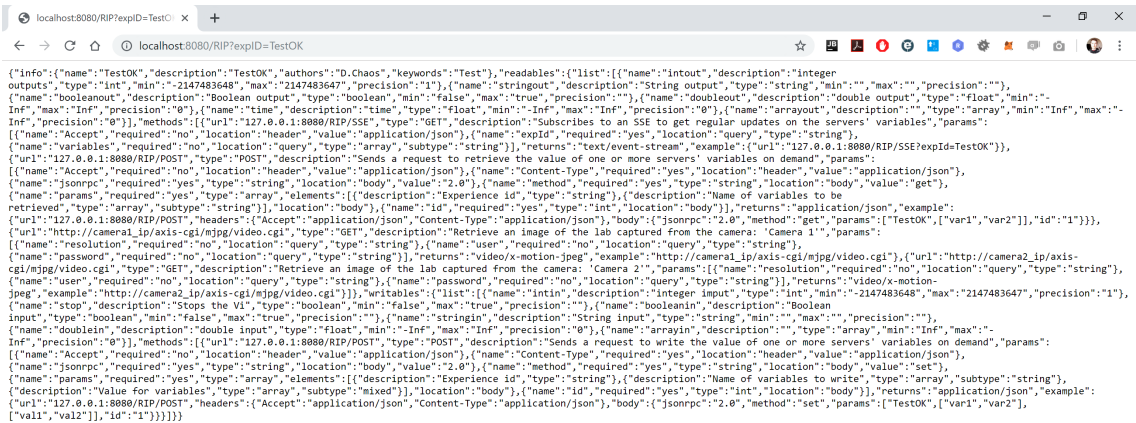 localhost:8080/RIP?expID=TestO
localhost:8080/RIP?expID=TestOK
{"info":{"name":"TestOK","description":"TestOK","authors":"D.Chaos","keywords":"Test"},"readables":{"list":[{"name":"intout","description":"integer
outputs","type":"int","min":"-2147483648","max":"2147483647","precision":"1"},{"name":"stringout","description":"String output","type":"string","min":"","max":"","precision":""},
{"name":"booleanout","description":"Boolean output","type":"boolean","min":"false","max":"true","precision":""},{"name":"doubleout","description":"double output","type":"float","min":"-
Inf","max":"Inf","precision":"0"},{"name":"time","description":"time","type":"float","min":"-Inf","max":"Inf","precision":"0"},{"name":"arrayout","description":"","type":"array","min":"Inf","max":"-
Inf","precision":"0"}],"methods":[{"url":"127.0.0.1:8080/RIP/SSE","type":"GET","description":"Subscribes to an SSE to get regular updates on the servers' variables","params":
[{"name":"Accept","required":"no","location":"header","value":"application/json"},{"name":"expId","required":"yes","location":"query","type":"string"},
{"name":"variables","required":"no","location":"query","type":"array","subtype":"string"}],"returns":"text/event-stream","example":{"url":"127.0.0.1:8080/RIP/SSE?expId=TestOK"}},
{"url":"127.0.0.1:8080/RIP/POST","type":"POST","description":"Sends a request to retrieve the value of one or more servers' variables on demand","params":
[{"name":"Accept","required":"no","location":"header","value":"application/json"},{"name":"Content-Type","required":"yes","location":"header","value":"application/json"},
{"name":"jsonrpc","required":"yes","type":"string","location":"body","value":"2.0"},{"name":"method","required":"yes","type":"string","location":"body","value":"get"},
{"name":"params","required":"yes","type":"array","elements":[{"description":"Experience id","type":"string"},{"description":"Name of variables to be
retrieved","type":"array","subtype":"string"}],"location":"body"},{"name":"id","required":"yes","type":"int","location":"body"}],"returns":"application/json","example":
{"url":"127.0.0.1:8080/RIP/POST","headers":{"Accept":"application/json","Content-Type":"application/json"},"body":{"jsonrpc":"2.0","method":"get","params":["TestOK",["var1","var2"]],"id":"1"}}},
{"url":"http://camera1_ip/axis-cgi/mjpg/video.cgi","type":"GET","description":"Retrieve an image of the lab captured from the camera: 'Camera 1'","params":
[{"name":"resolution","required":"no","location":"query","type":"string"},{"name":"user","required":"no","location":"query","type":"string"},
{"name":"password","required":"no","location":"query","type":"string"}],"returns":"video/x-motion-jpeg","example":"http://camera1_ip/axis-cgi/mjpg/video.cgi"},{"url":"http://camera2_ip/axis-
cgi/mjpg/video.cgi","type":"GET","description":"Retrieve an image of the lab captured from the camera: 'Camera 2'","params":[{"name":"resolution","required":"no","location":"query","type":"string"},
{"name":"user","required":"no","location":"query","type":"string"},{"name":"password","required":"no","location":"query","type":"string"}],"returns":"video/x-motion-
jpeg","example":"http://camera2_ip/axis-cgi/mjpg/video.cgi"}]},"writables":{"list":[{"name":"intin","description":"integer input","type":"int","min":"-2147483648","max":"2147483647","precision":"1"},
{"name":"stop","description":"Stops the Vi","type":"boolean","min":"false","max":"true","precision":""},{"name":"booleanin","description":"Boolean
input","type":"boolean","min":"false","max":"true","precision":""},{"name":"stringin","description":"String input","type":"string","min":"","max":"","precision":""},
{"name":"doublein","description":"double input","type":"float","min":"-Inf","max":"Inf","precision":"0"},{"name":"arrayin","description":"","type":"array","min":"Inf","max":"-
Inf","precision":"0"}],"methods":[{"url":"127.0.0.1:8080/RIP/POST","type":"POST","description":"Sends a request to write the value of one or more servers' variables on demand","params":
[{"name":"Accept","required":"no","location":"header","value":"application/json"},{"name":"Content-Type","required":"yes","location":"header","value":"application/json"},
{"name":"jsonrpc","required":"yes","type":"string","location":"body","value":"2.0"},{"name":"method","required":"yes","type":"string","location":"body","value":"set"},
{"name":"params","required":"yes","type":"array","elements":[{"description":"Experience id","type":"string"},{"description":"Name of variables to write","type":"array","subtype":"string"},
{"description":"Value for variables","type":"array","subtype":"mixed"}],"location":"body"},{"name":"id","required":"yes","type":"int","location":"body"}],"returns":"application/json","example":
{"url":"127.0.0.1:8080/RIP/POST","headers":{"Accept":"application/json","Content-Type":"application/json"},"body":{"jsonrpc":"2.0","method":"set","params":["TestOK",["var1","var2"],
["val1","val2"]],"id":"1"}}}]}}